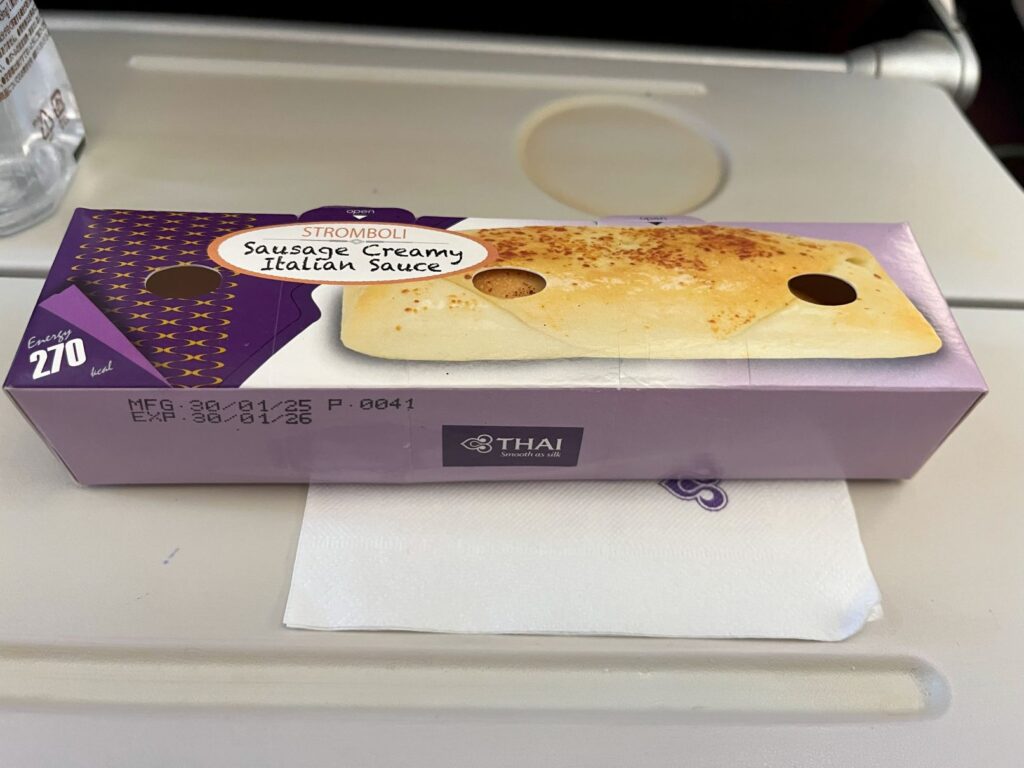 open
open
STROMBOLI
Sausage Creamy
Italian Sauce
Energy
270
kcal
MFG.30/01/25 P.0041
EXP.30/01/26
THAI
Smooth as silk